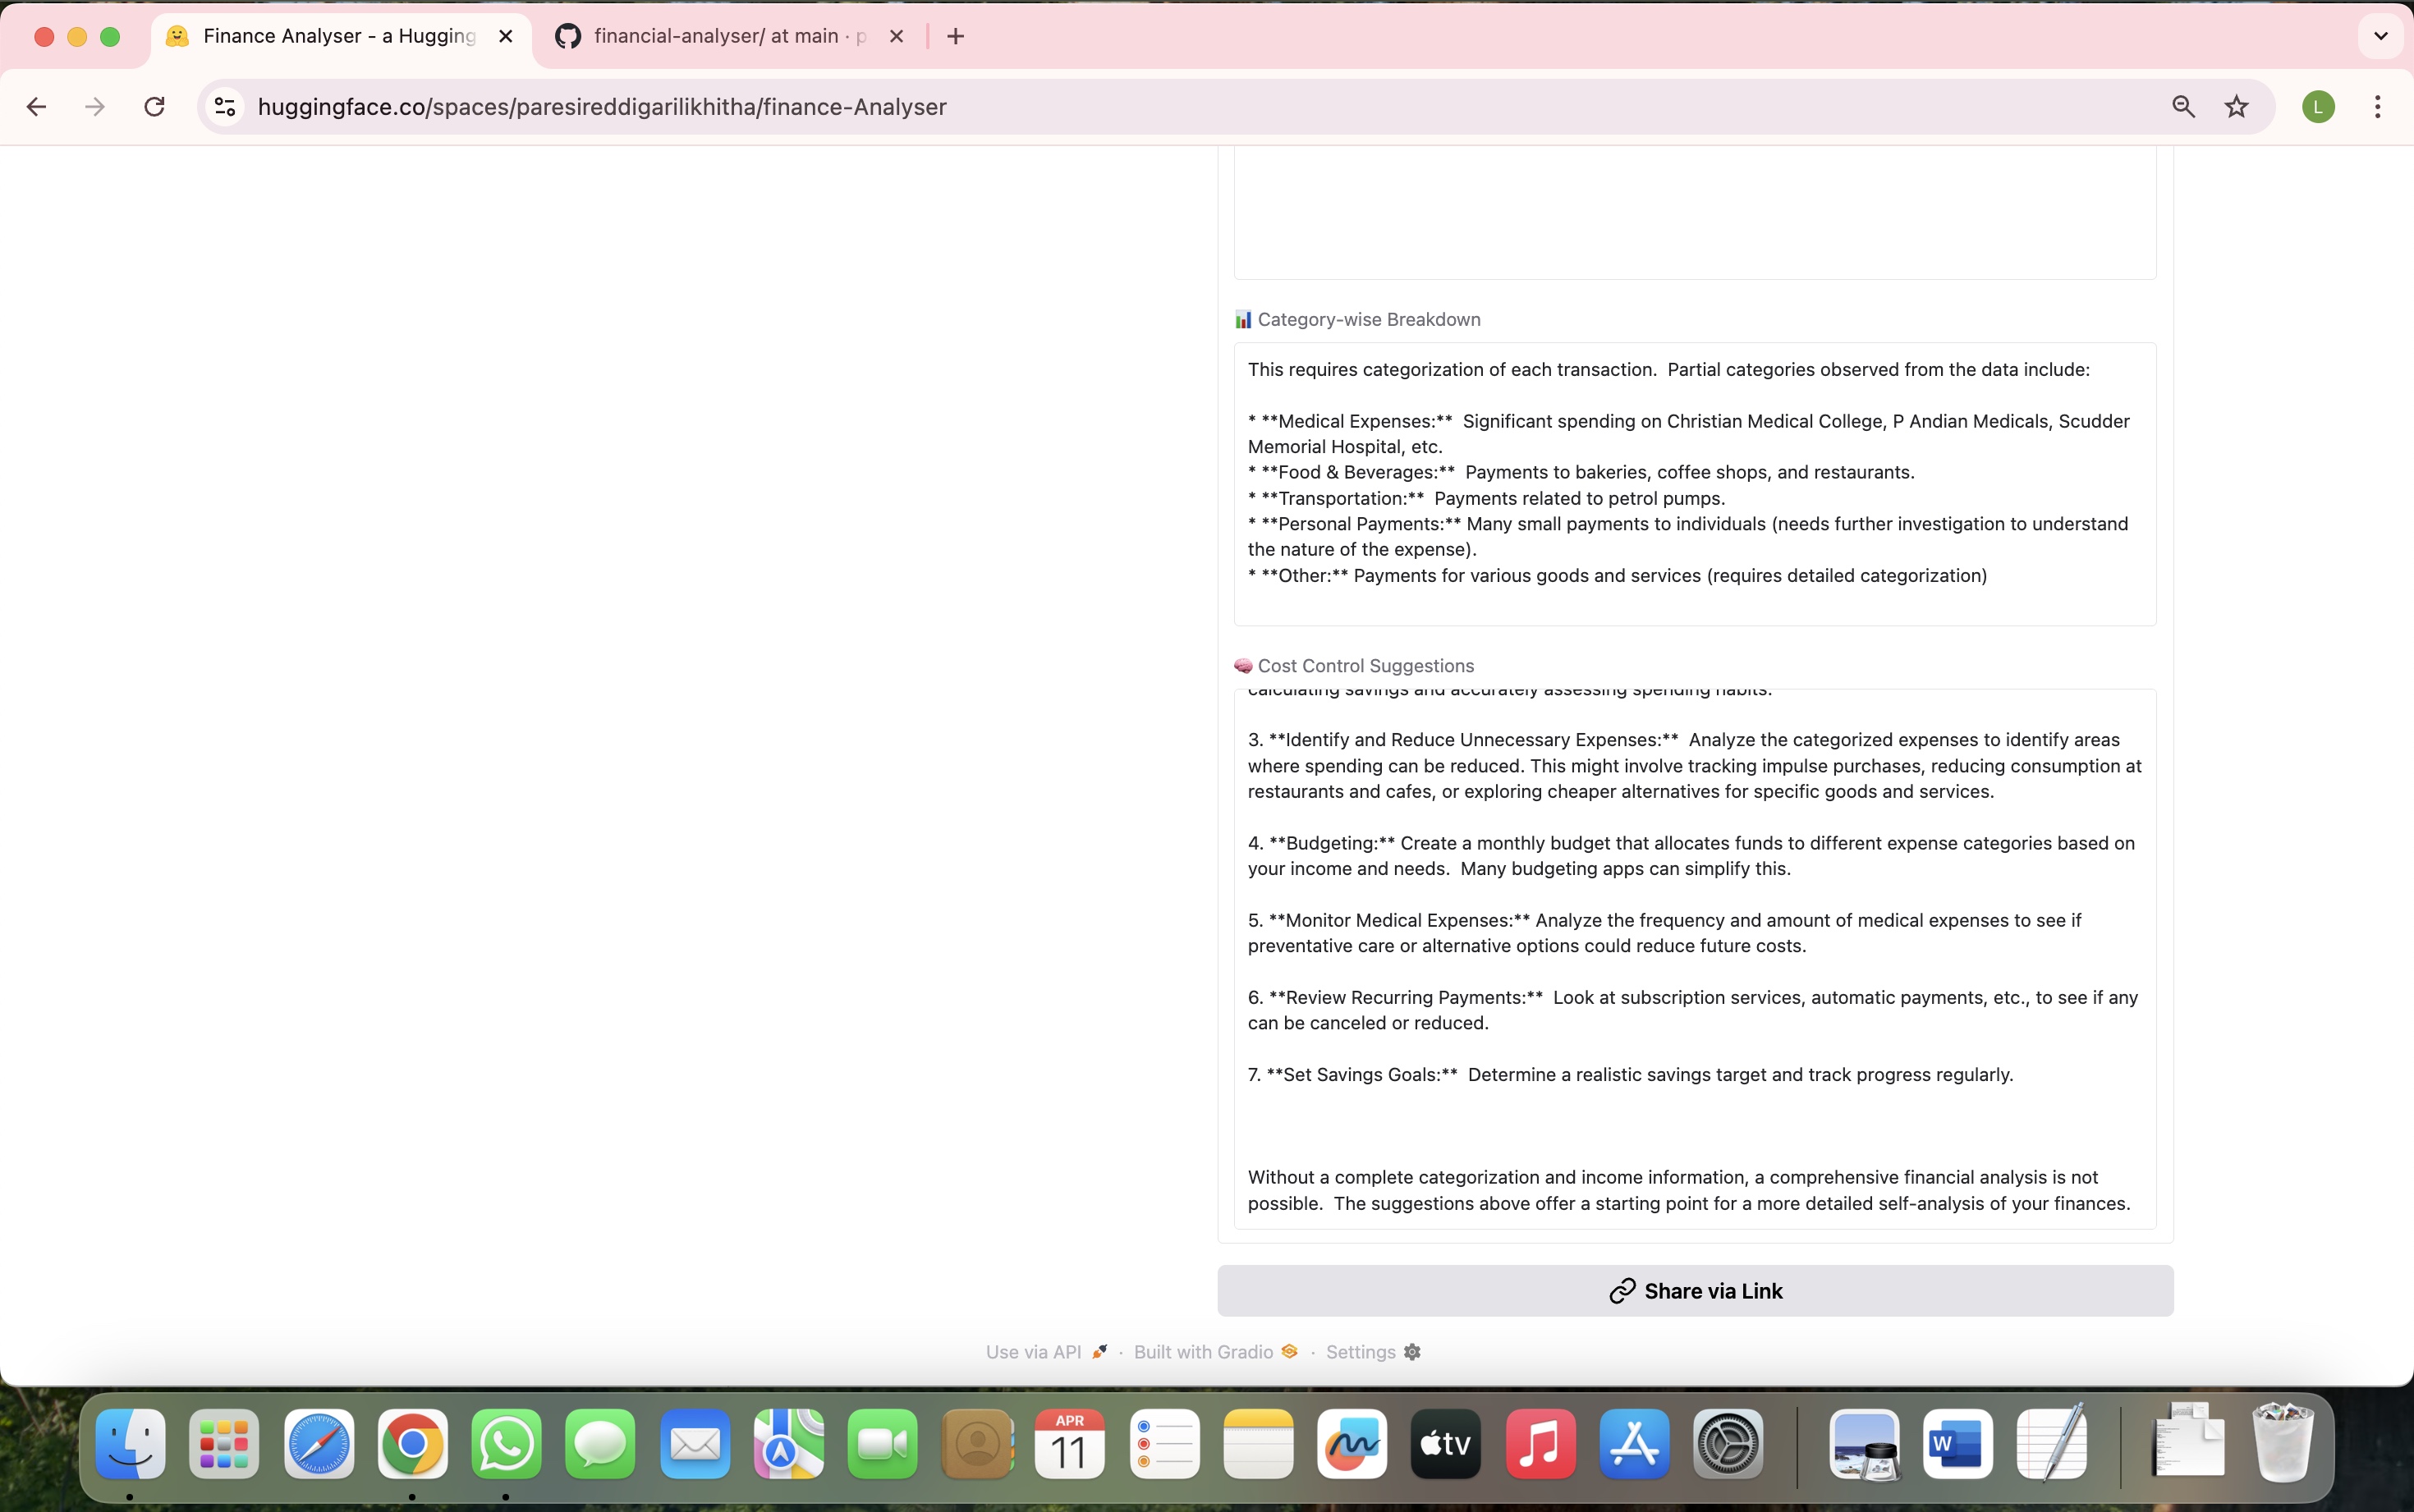 Finance Analyser - a Hugging
financial-analyser/ at main · p
huggingface.co/spaces/paresireddigarilikhitha/finance-Analyser
L
Category-wise Breakdown
This requires categorization of each transaction.  Partial categories observed from the data include:
* **Medical Expenses:**  Significant spending on Christian Medical College, P Andian Medicals, Scudder
Memorial Hospital, etc.
* **Food & Beverages:**  Payments to bakeries, coffee shops, and restaurants.
* **Transportation:**  Payments related to petrol pumps.
* **Personal Payments:** Many small payments to individuals (needs further investigation to understand
the nature of the expense).
* **Other:** Payments for various goods and services (requires detailed categorization)
Cost Control Suggestions
calculating savings and accurately assessing spending habits.
3. **Identify and Reduce Unnecessary Expenses:**  Analyze the categorized expenses to identify areas
where spending can be reduced. This might involve tracking impulse purchases, reducing consumption at
restaurants and cafes, or exploring cheaper alternatives for specific goods and services.
4. **Budgeting:** Create a monthly budget that allocates funds to different expense categories based on
your income and needs.  Many budgeting apps can simplify this.
5. **Monitor Medical Expenses:** Analyze the frequency and amount of medical expenses to see if
preventative care or alternative options could reduce future costs.
6. **Review Recurring Payments:**  Look at subscription services, automatic payments, etc., to see if any
can be canceled or reduced.
7. **Set Savings Goals:**  Determine a realistic savings target and track progress regularly.
Without a complete categorization and income information, a comprehensive financial analysis is not
possible.  The suggestions above offer a starting point for a more detailed self-analysis of your finances.
Share via Link
Use via API · Built with Gradio · Settings
APR
11
tv
W